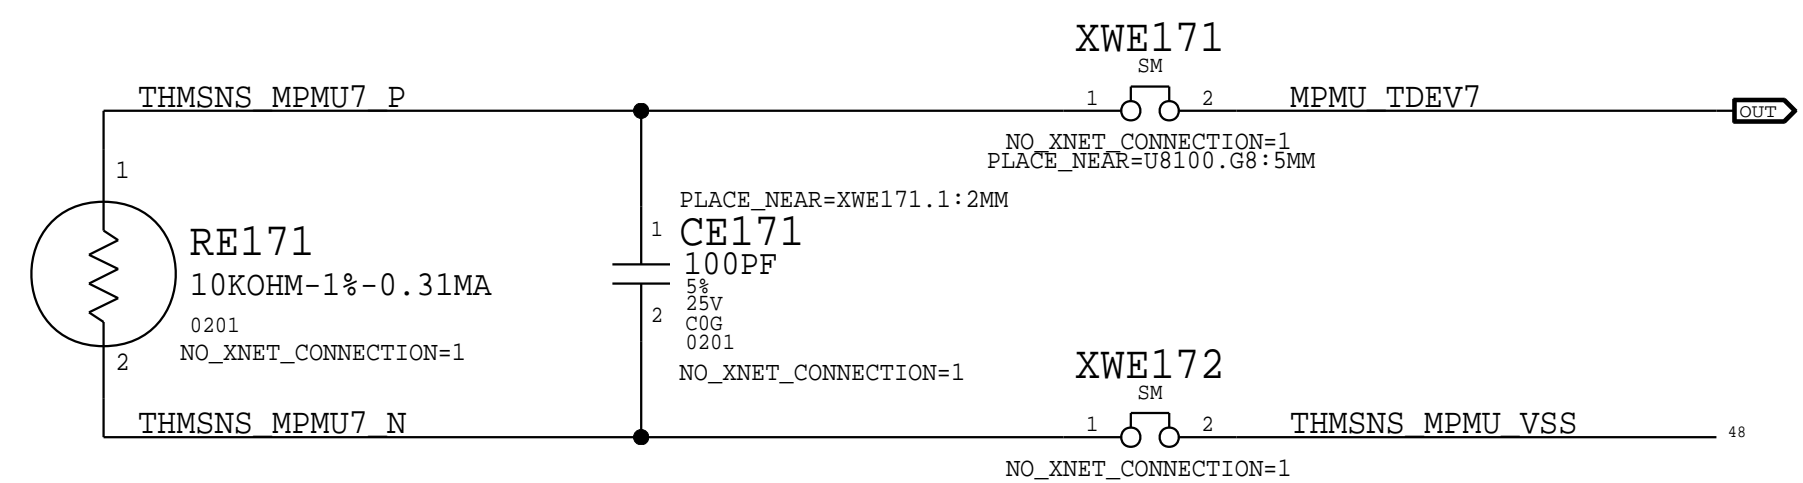 XWE171
SM
THMSNS_MPMU7_P
1
2
MPMU_TDEV7
OUT
NO_XNET_CONNECTION=1
PLACE_NEAR=U8100.G8:5MM
1
PLACE_NEAR=XWE171.1:2MM
RE171
10KOHM-1%-0.31MA
0201
NO_XNET_CONNECTION=1
2
1
CE171
100PF
5%
25V
C0G
0201
2
NO_XNET_CONNECTION=1
XWE172
SM
THMSNS_MPMU7_N
1
2
THMSNS_MPMU_VSS
48
NO_XNET_CONNECTION=1